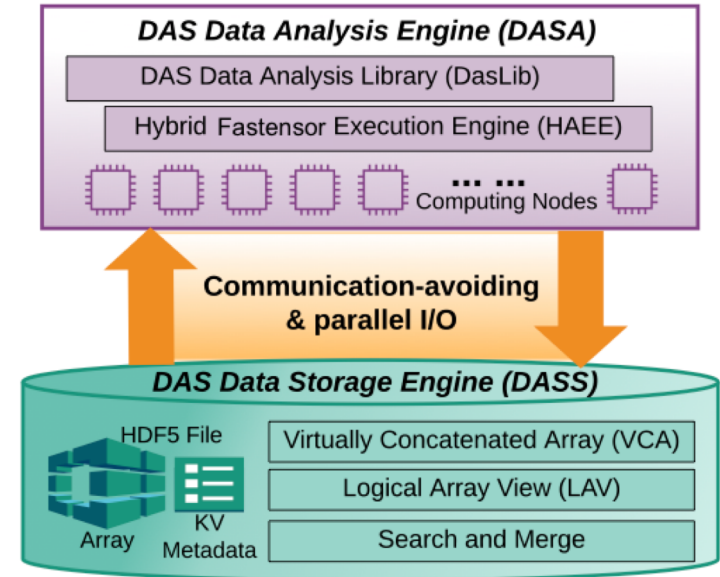 DAS Data Analysis Engine (DASA)
DAS Data Analysis Library (DasLib)
Hybrid Fastensor Execution Engine (HAEE)
... ...
Computing Nodes
Communication-avoiding
& parallel I/O
DAS Data Storage Engine (DASS)
HDF5 File
Array
KV
Metadata
Virtually Concatenated Array (VCA)
Logical Array View (LAV)
Search and Merge